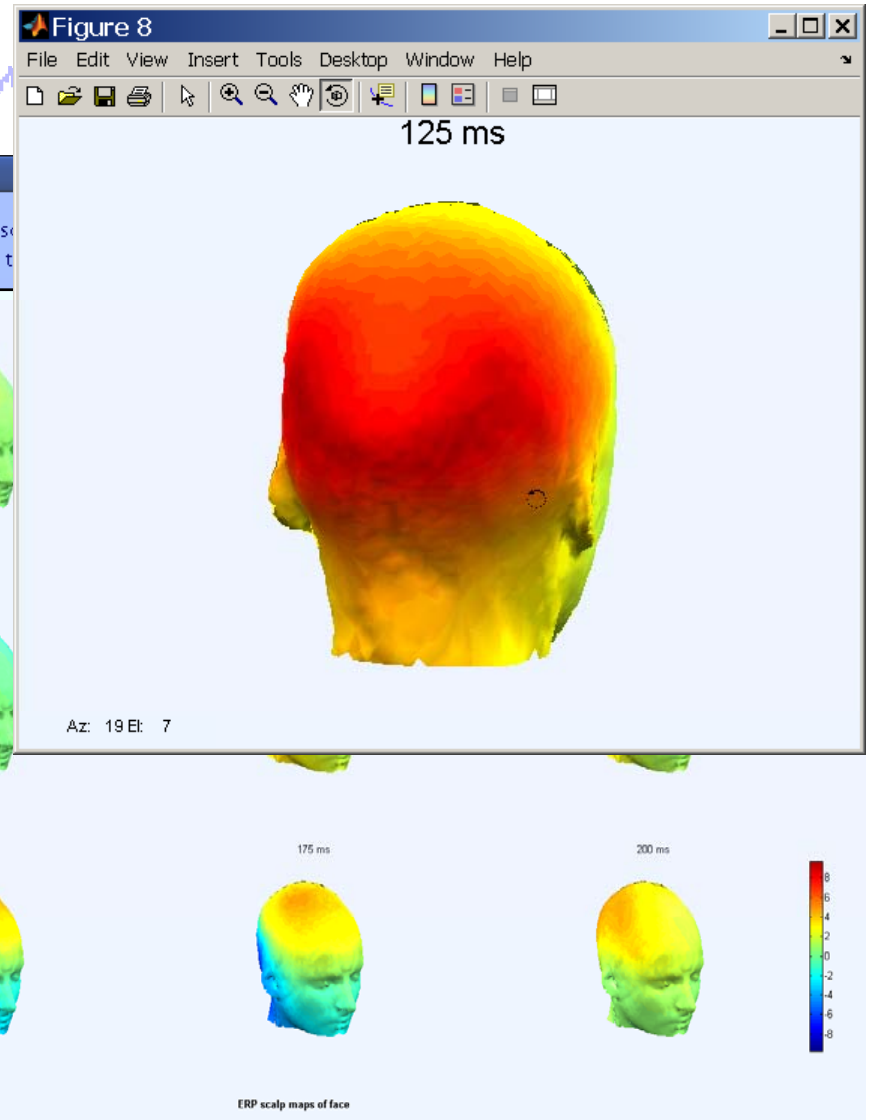 Figure 8
File Edit View Insert Tools Desktop Window Help
125 ms
Az: 19 El: 7
175 ms
200 ms
8
6
4
2
0
-2
-4
-6
-8
ERP scalp maps of face